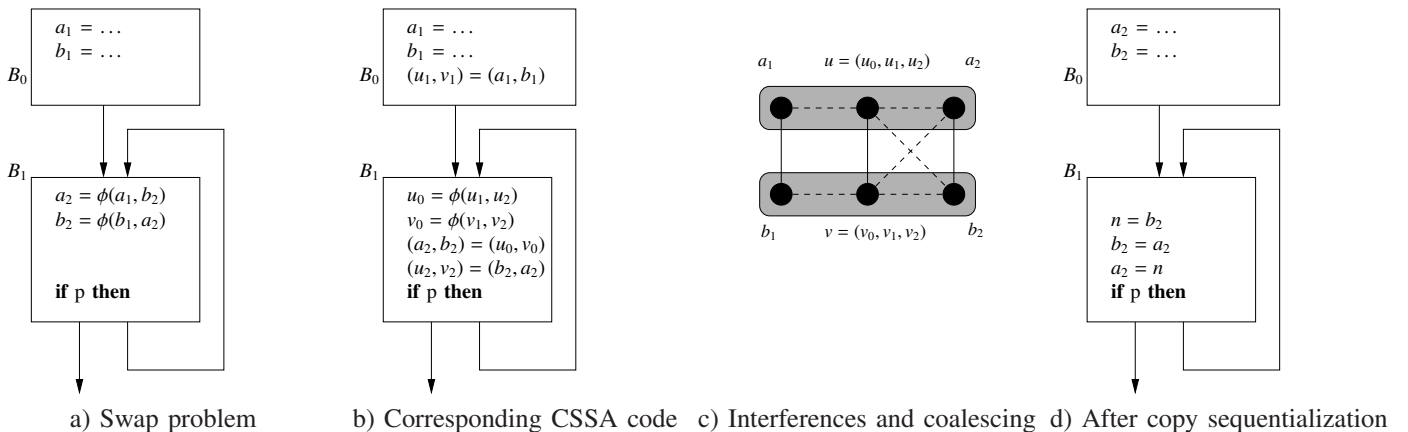 a₁ = …
b₁ = …
B₀
B₁
a₂ = ϕ(a₁, b₂)
b₂ = ϕ(b₁, a₂)
if p then
a) Swap problem
a₁ = …
b₁ = …
(u₁, v₁) = (a₁, b₁)
B₀
B₁
u₀ = ϕ(u₁, u₂)
v₀ = ϕ(v₁, v₂)
(a₂, b₂) = (u₀, v₀)
(u₂, v₂) = (b₂, a₂)
if p then
b) Corresponding CSSA code
a₁ u = (u₀, u₁, u₂) a₂
b₁ v = (v₀, v₁, v₂) b₂
c) Interferences and coalescing
a₂ = …
b₂ = …
B₀
B₁
n = b₂
b₂ = a₂
a₂ = n
if p then
d) After copy sequentialization